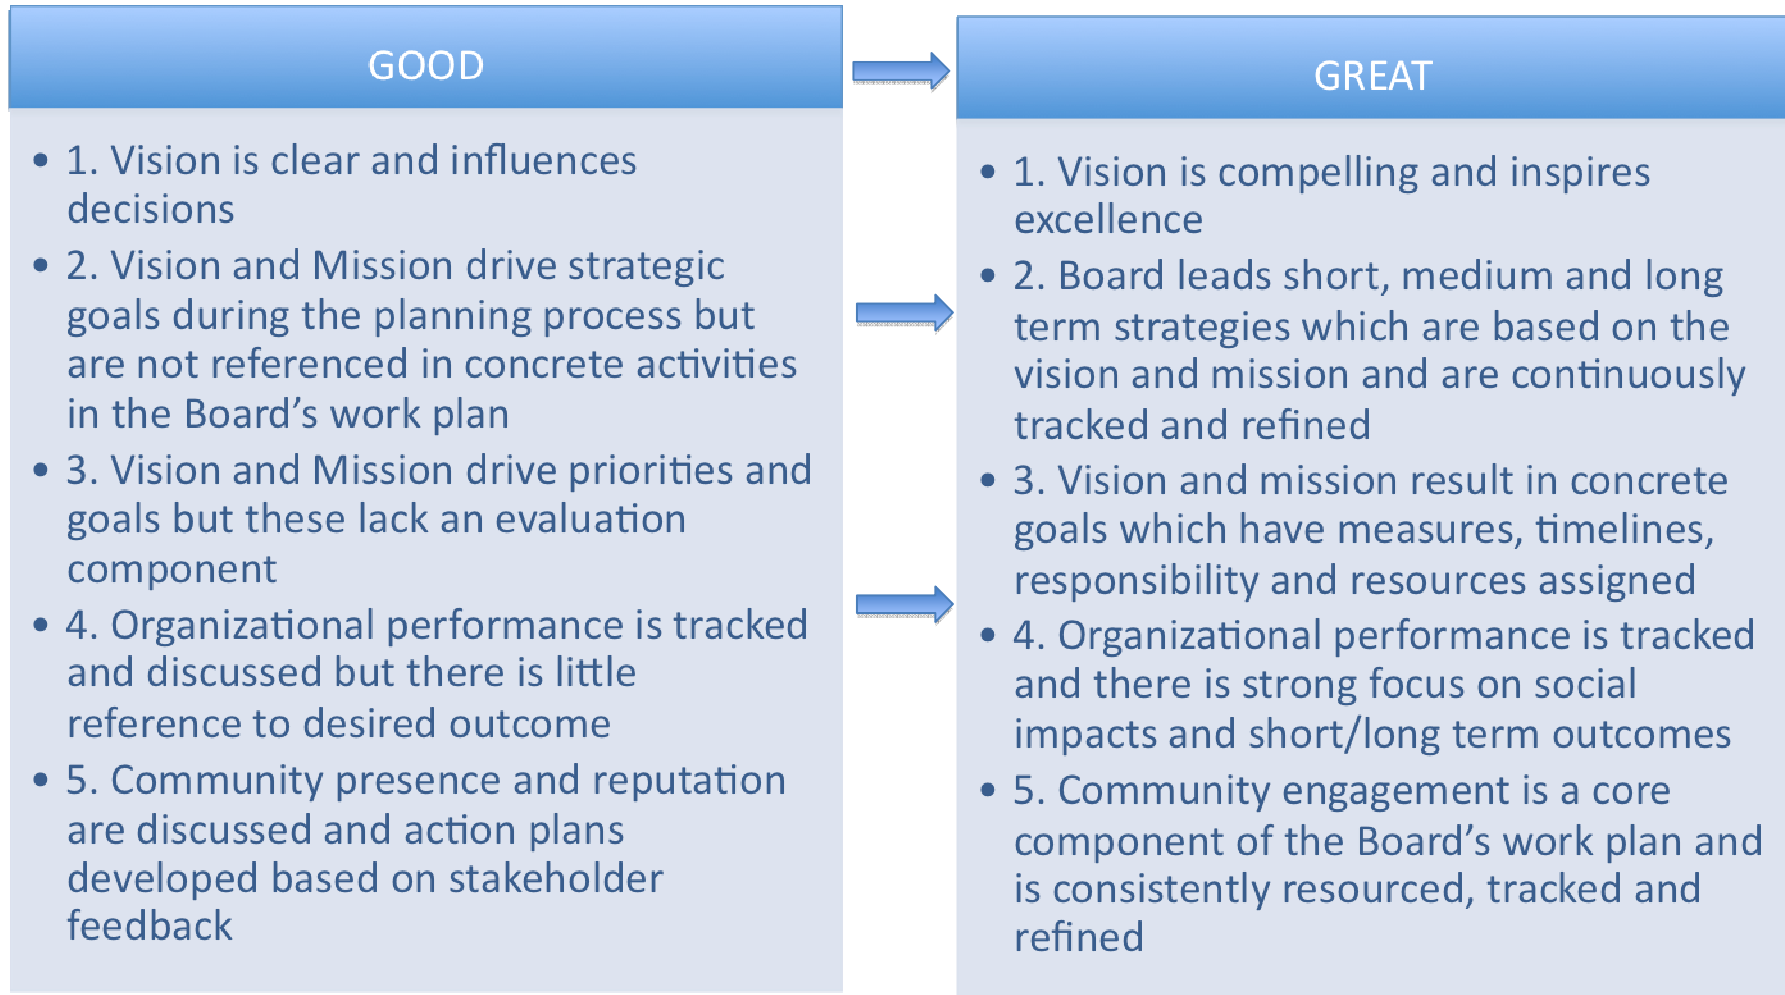 GOOD
• 1. Vision is clear and influences
decisions
• 2. Vision and Mission drive strategic
goals during the planning process but
are not referenced in concrete activities
in the Board’s work plan
• 3. Vision and Mission drive priorities and
goals but these lack an evaluation
component
• 4. Organizational performance is tracked
and discussed but there is little
reference to desired outcome
• 5. Community presence and reputation
are discussed and action plans
developed based on stakeholder
feedback
GREAT
• 1. Vision is compelling and inspires
excellence
• 2. Board leads short, medium and long
term strategies which are based on the
vision and mission and are continuously
tracked and refined
• 3. Vision and mission result in concrete
goals which have measures, timelines,
responsibility and resources assigned
• 4. Organizational performance is tracked
and there is strong focus on social
impacts and short/long term outcomes
• 5. Community engagement is a core
component of the Board’s work plan and
is consistently resourced, tracked and
refined